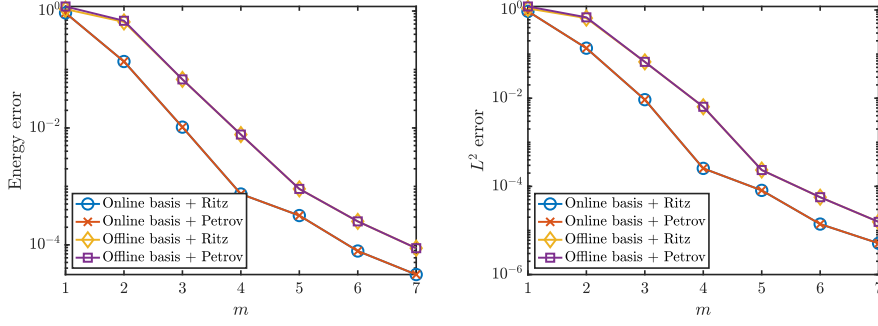 10^0
10^-2
10^-4
Energy error
Online basis + Ritz
Online basis + Petrov
Offline basis + Ritz
Offline basis + Petrov
1 2 3 4 5 6 7
m
10^0
10^-2
10^-4
10^-6
L^2 error
Online basis + Ritz
Online basis + Petrov
Offline basis + Ritz
Offline basis + Petrov
1 2 3 4 5 6 7
m